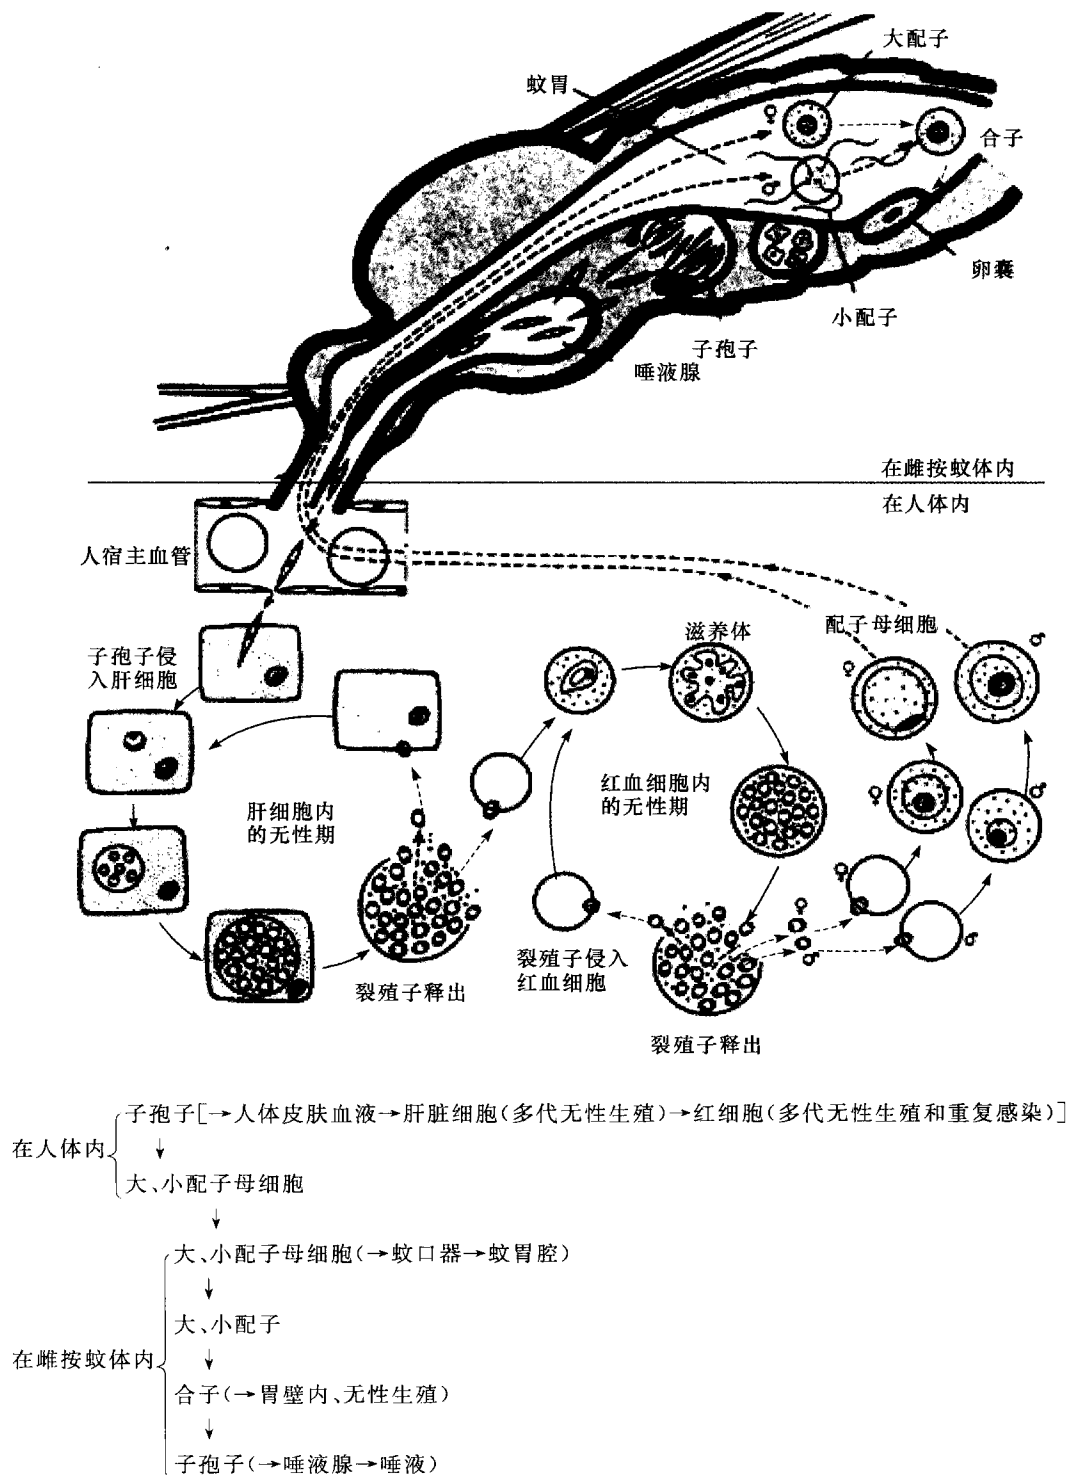 大配子
蚊胃
合子
卵囊
小配子
子孢子
唾液腺
在雌按蚊体内
在人体内
人宿主血管
子孢子侵
入肝细胞
滋养体
配子母细胞
♀
♂
♀
♂
♀
♂
♀
♂
♀
♂
肝细胞内
的无性期
红血细胞内
的无性期
裂殖子侵入
红血细胞
裂殖子释出
裂殖子释出
在人体内
子孢子[→人体皮肤血液→肝脏细胞(多代无性生殖)→红细胞(多代无性生殖和重复感染)]
↓
大、小配子母细胞
↓
在雌按蚊体内
大、小配子母细胞(→蚊口器→蚊胃腔)
↓
大、小配子
↓
合子(→胃壁内、无性生殖)
↓
子孢子(→唾液腺→唾液)